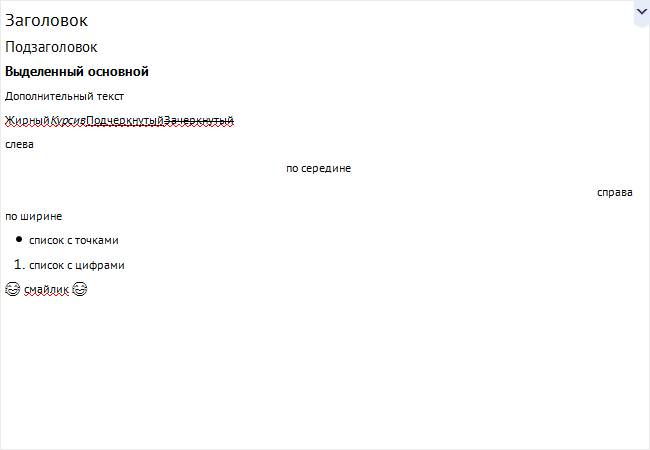 Заголовок
Подзаголовок
Выделенный основной
Дополнительный текст
ЖирныйКурсивПодчеркнутыйЗачеркнутый
слева
по середине
справа
по ширине
• список с точками
1. список с цифрами
😂 смайлик 😂